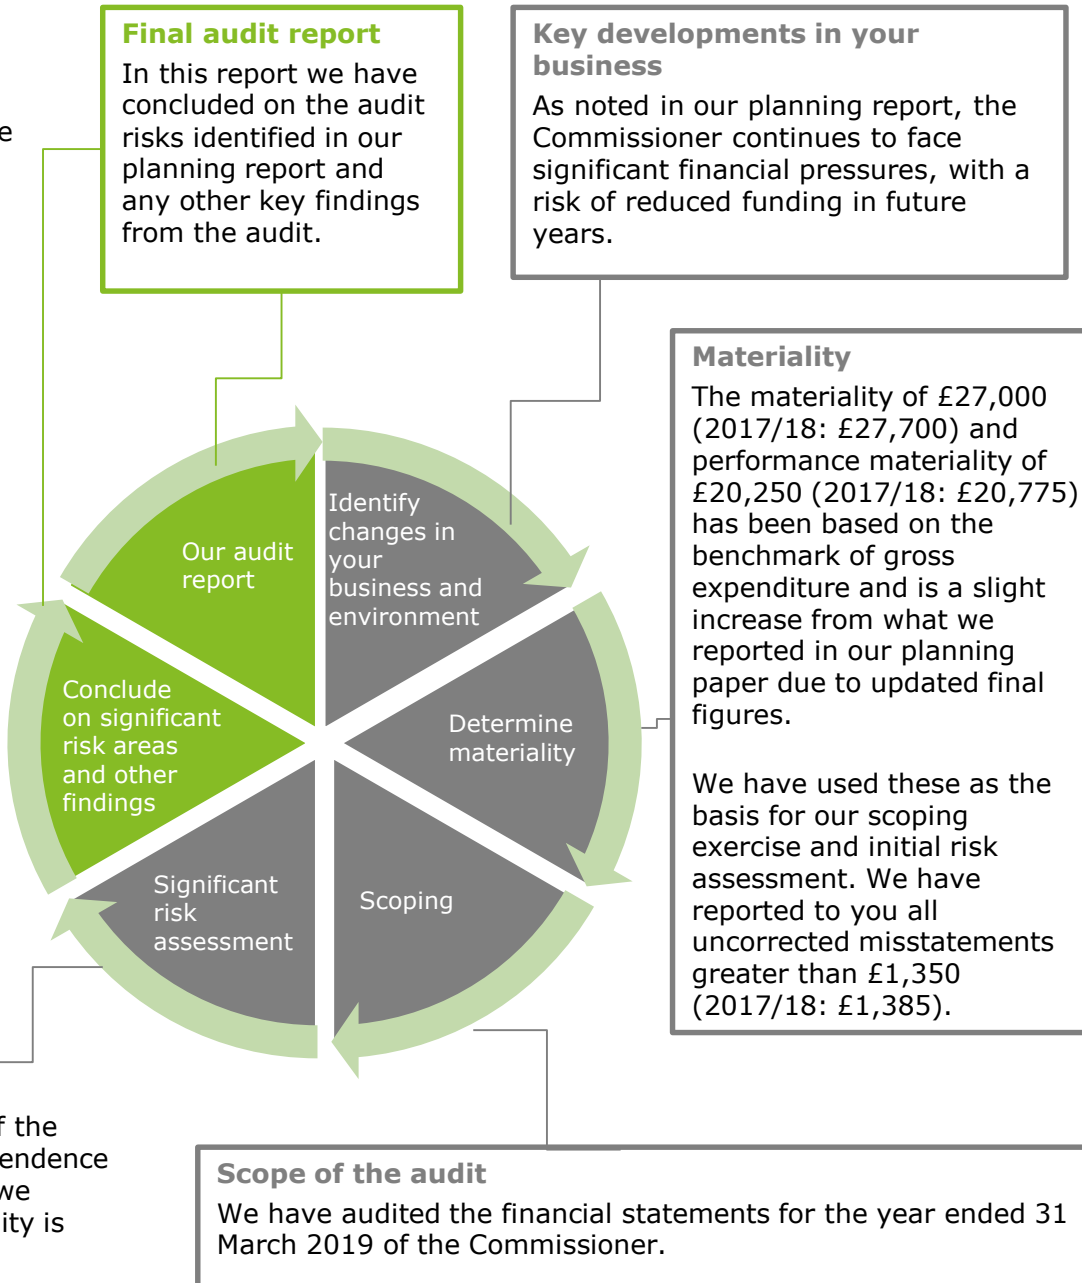 Final audit report
In this report we have
concluded on the audit
risks identified in our
planning report and
any other key findings
from the audit.
Key developments in your
business
As noted in our planning report, the
Commissioner continues to face
significant financial pressures, with a
risk of reduced funding in future
years.
e
Materiality
The materiality of £27,000
(2017/18: £27,700) and
performance materiality of
£20,250 (2017/18: £20,775)
has been based on the
benchmark of gross
expenditure and is a slight
increase from what we
reported in our planning
paper due to updated final
figures.
We have used these as the
basis for our scoping
exercise and initial risk
assessment. We have
reported to you all
uncorrected misstatements
greater than £1,350
(2017/18: £1,385).
Identify
changes in
your
business and
environment
Determine
materiality
Scoping
Significant
risk
assessment
Conclude
on significant
risk areas
and other
findings
Our audit
report
f the
endence
we
ity is
Scope of the audit
We have audited the financial statements for the year ended 31
March 2019 of the Commissioner.